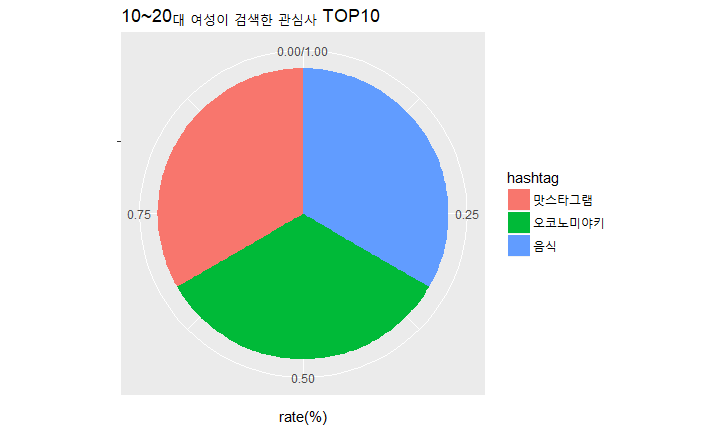 10~20대 여성이 검색한 관심사 TOP10
0.00/1.00
0.75
0.25
0.50
rate(%)
hashtag
맛스타그램
오코노미야키
음식